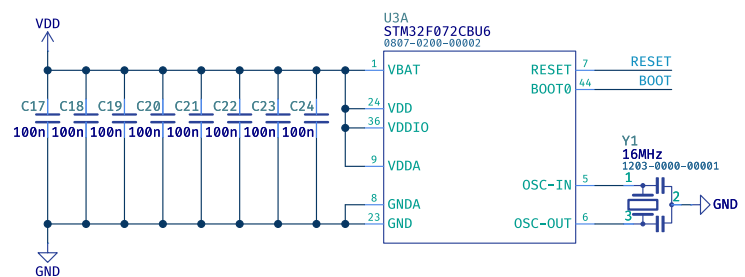 VDD
U3A
STM32F072CBU6
0807-0200-00002
1 VBAT
RESET 7 RESET
BOOT0 44 BOOT
C17 C18 C19 C20 C21 C22 C23 C24
24 VDD
100n 100n 100n 100n 100n 100n 100n 100n
36 VDDIO
Y1
16MHz
9 VDDA
1203-0000-00001
OSC-IN 5 1
2
8 GNDA
GND
23 GND
OSC-OUT 6 3
GND